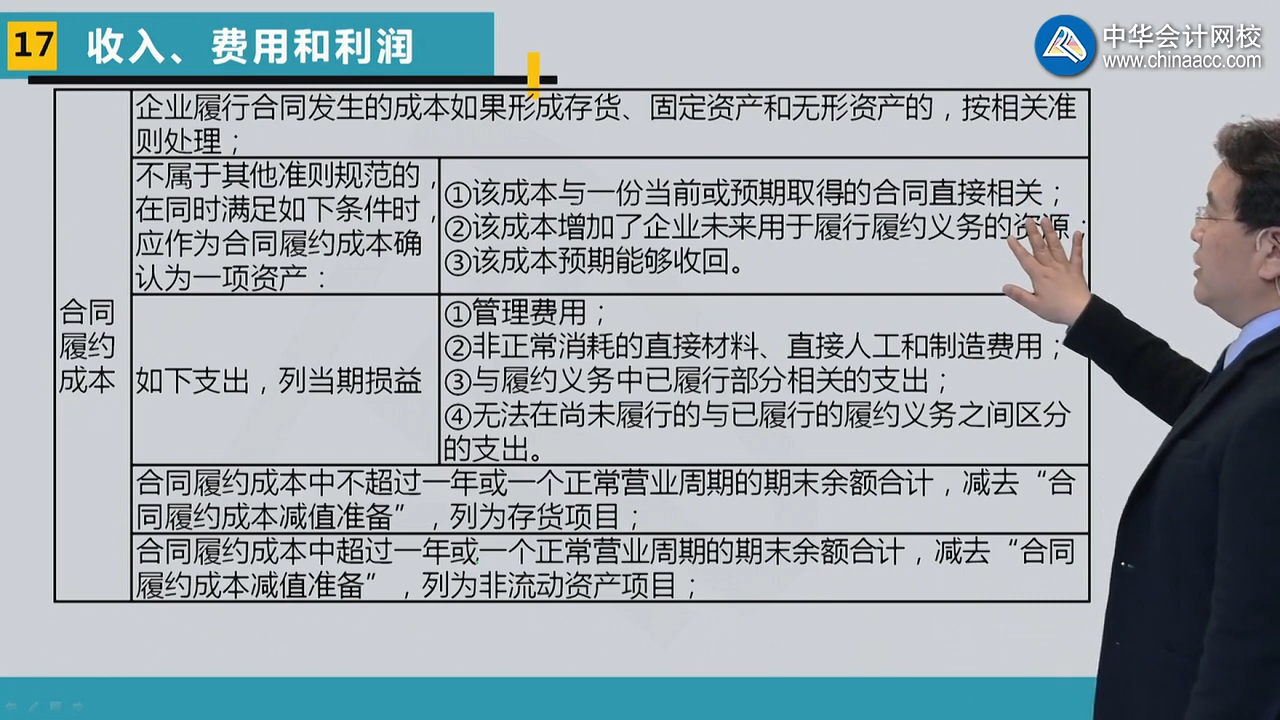 17 收入、费用和利润
中华会计网校
www.chinaacc.com
企业履行合同发生的成本如果形成存货、固定资产和无形资产的，按相关准
则处理；
不属于其他准则规范的，
在同时满足如下条件时，
应作为合同履约成本确
认为一项资产：
①该成本与一份当前或预期取得的合同直接相关；
②该成本增加了企业未来用于履行履约义务的资源；
③该成本预期能够收回。
合同
履约
成本
如下支出，列当期损益
①管理费用；
②非正常消耗的直接材料、直接人工和制造费用；
③与履约义务中已履行部分相关的支出；
④无法在尚未履行的与已履行的履约义务之间区分
的支出。
合同履约成本中不超过一年或一个正常营业周期的期末余额合计，减去“合
同履约成本减值准备”，列为存货项目；
合同履约成本中超过一年或一个正常营业周期的期末余额合计，减去“合同
履约成本减值准备”，列为非流动资产项目；